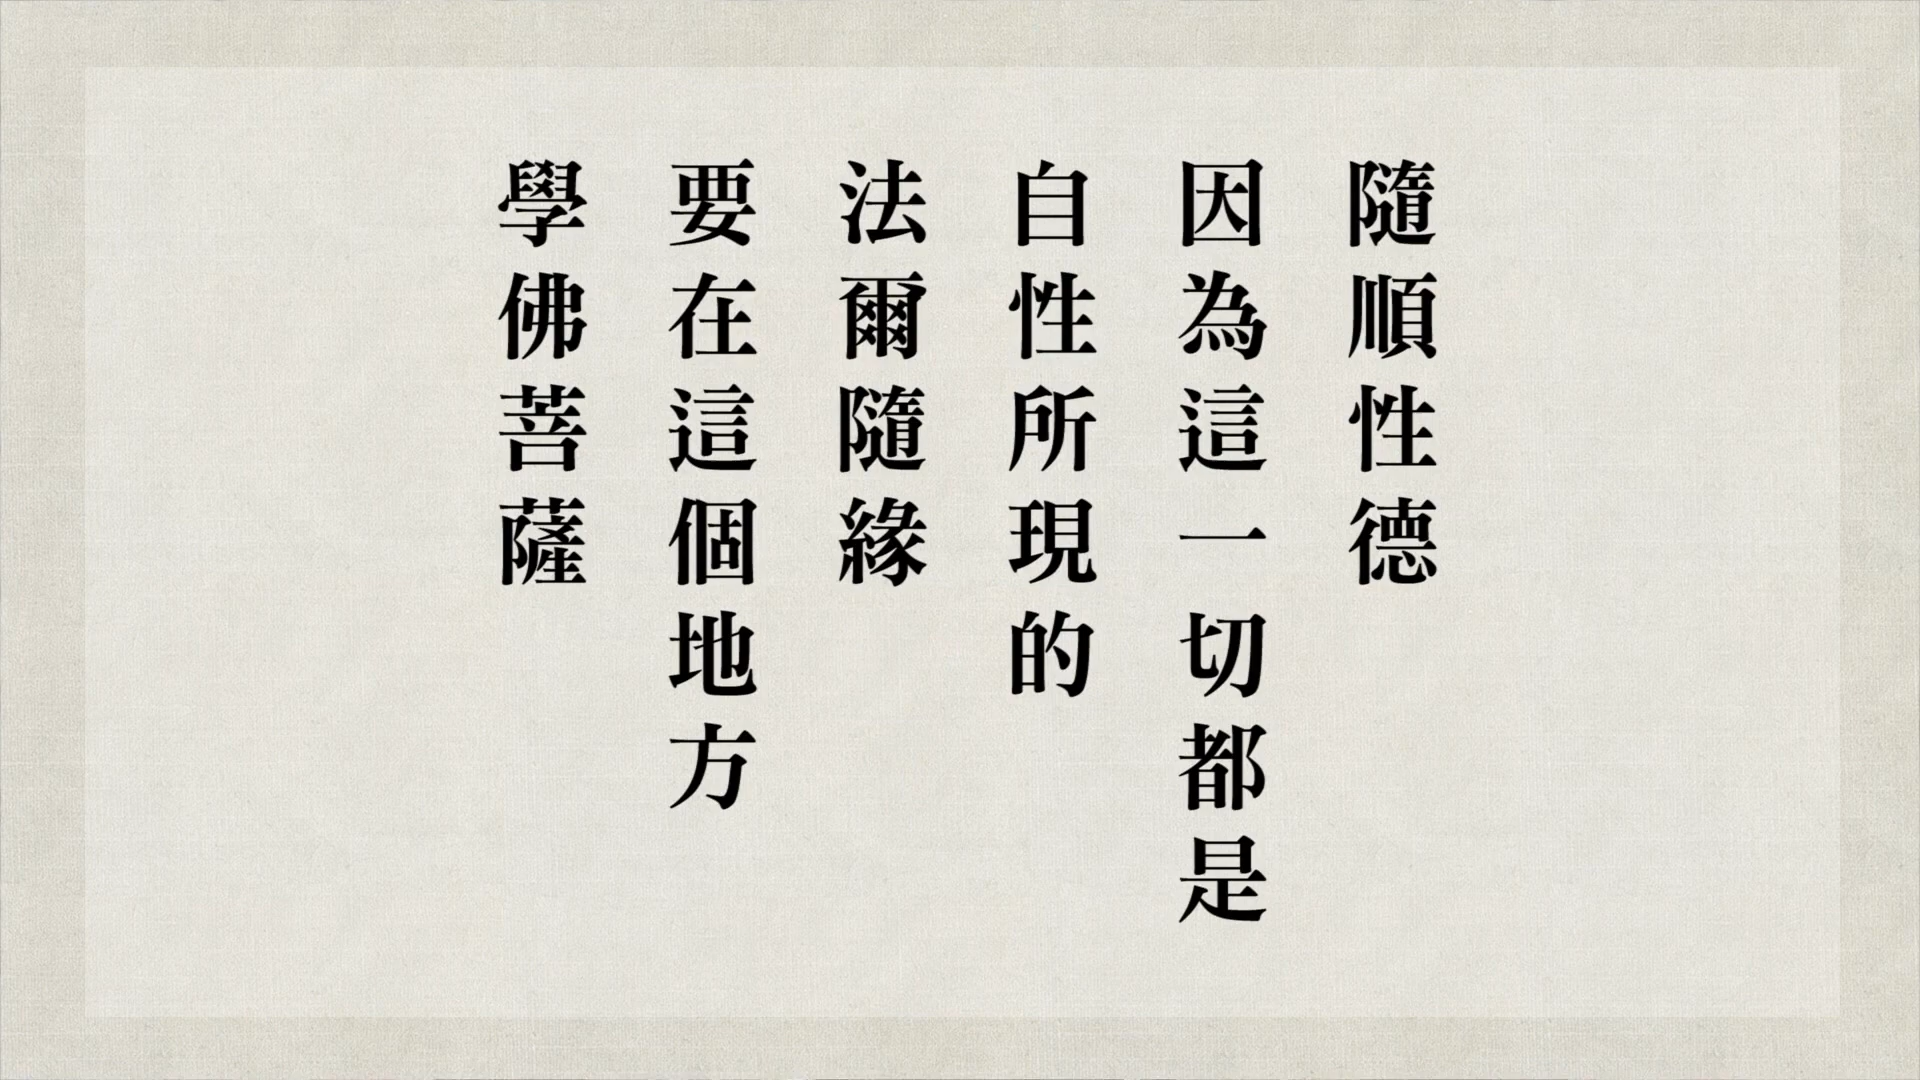 隨順性德
因為這一切都是
自性所現的
法爾隨緣
要在這個地方
學佛菩薩